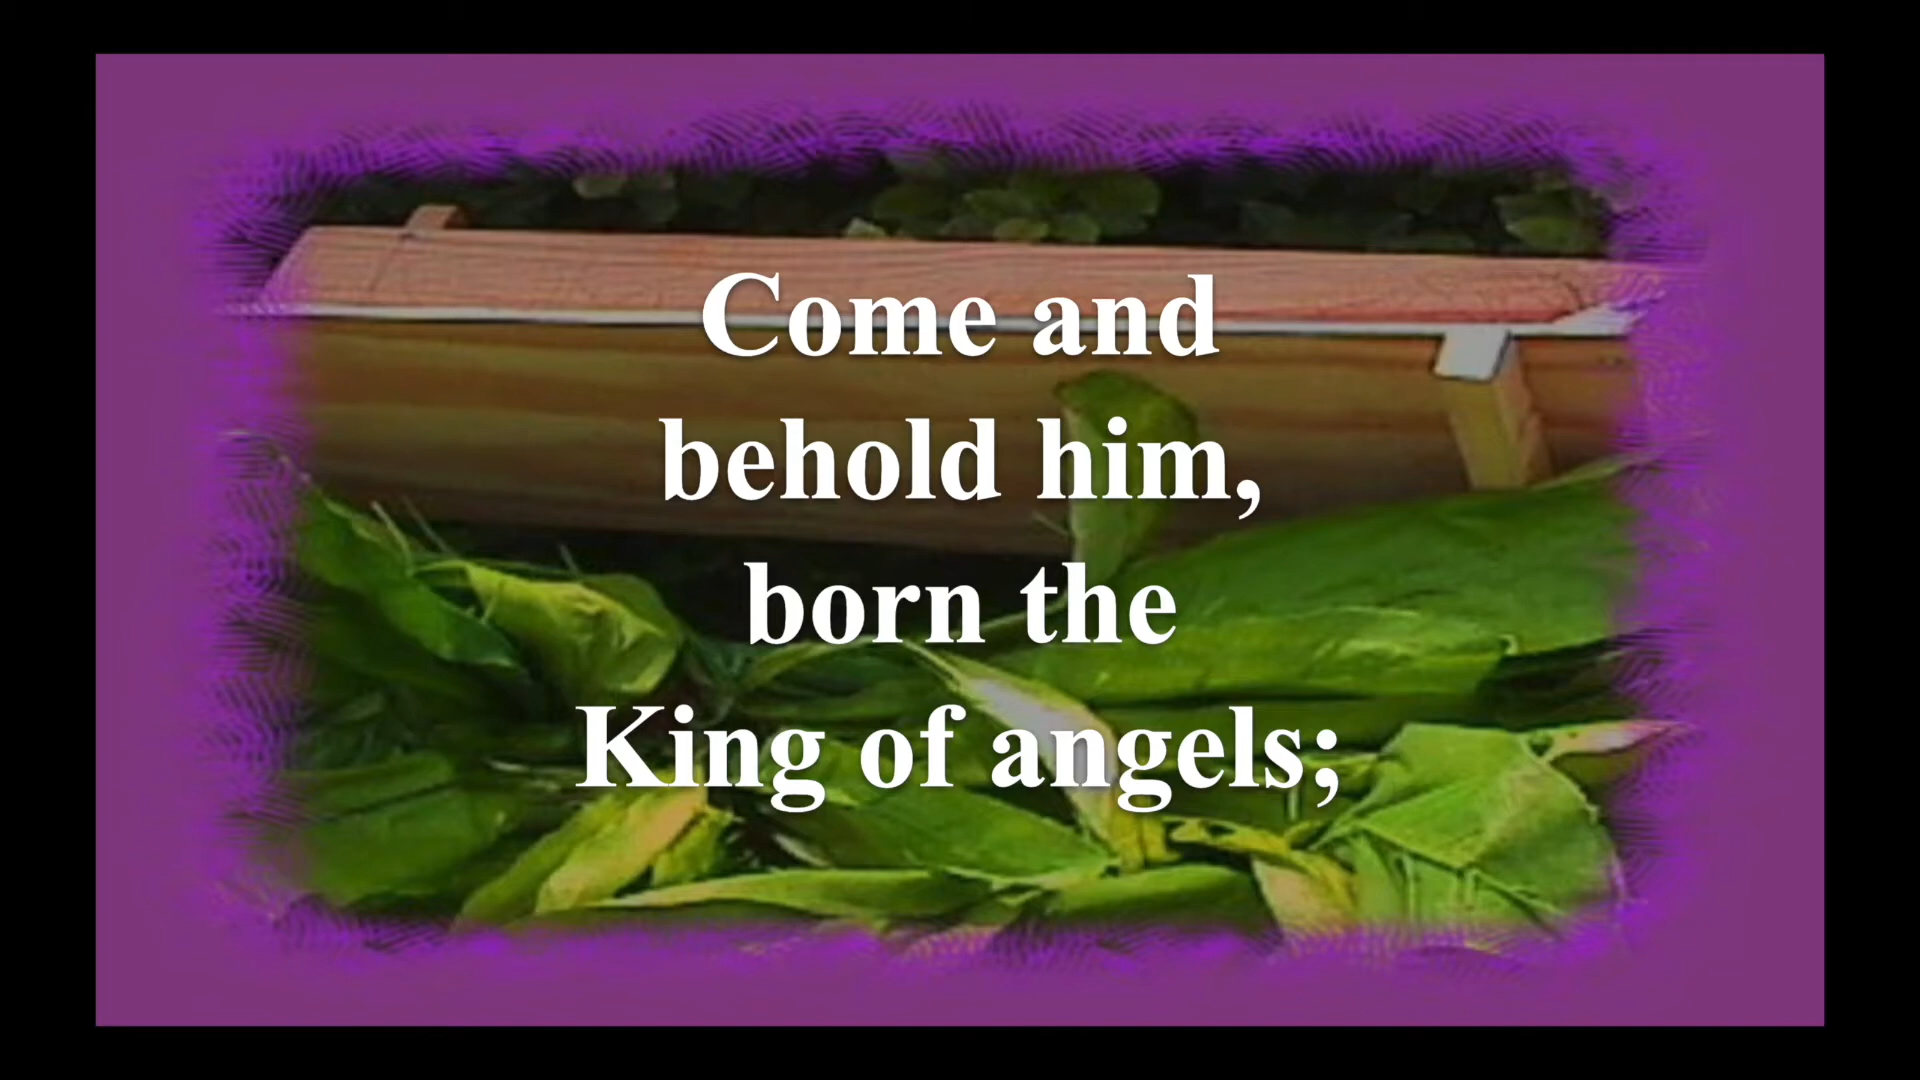 Come and
behold him,
born the
King of angels;